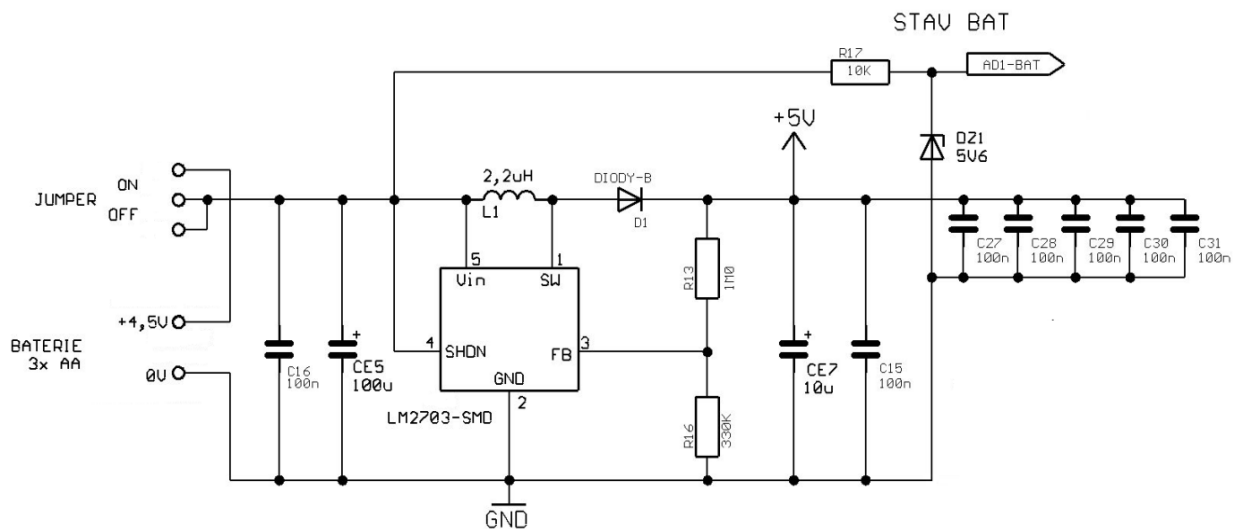 STAV BAT
R17
10K
AD1-BAT
+5V
DZ1
5V6
JUMPER
ON
OFF
2,2uH
L1
DIODY-B
D1
5
1
Vin
SW
R13
1M0
C27
100n
C28
100n
C29
100n
C30
100n
C31
100n
+4,5V
BATERIE
3x AA
0V
C16
100n
+
CE5
100u
4
SHDN
FB
3
GND
2
LM2703-SMD
R16
330K
+
CE7
10u
C15
100n
GND